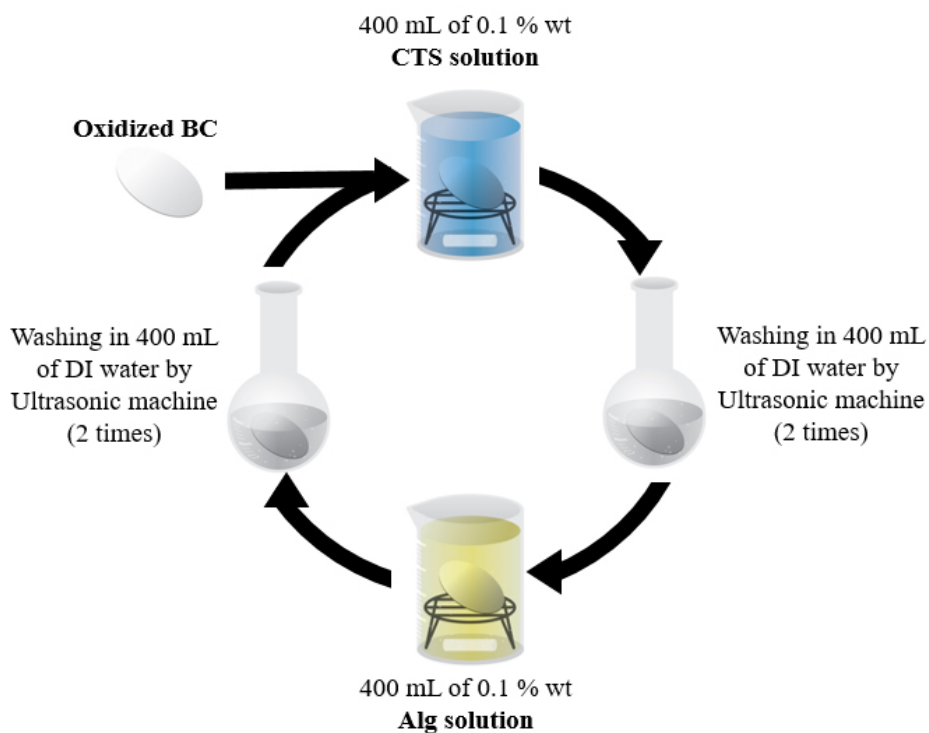 400 mL of 0.1 % wt
CTS solution
Oxidized BC
Washing in 400 mL
of DI water by
Ultrasonic machine
(2 times)
Washing in 400 mL
of DI water by
Ultrasonic machine
(2 times)
400 mL of 0.1 % wt
Alg solution